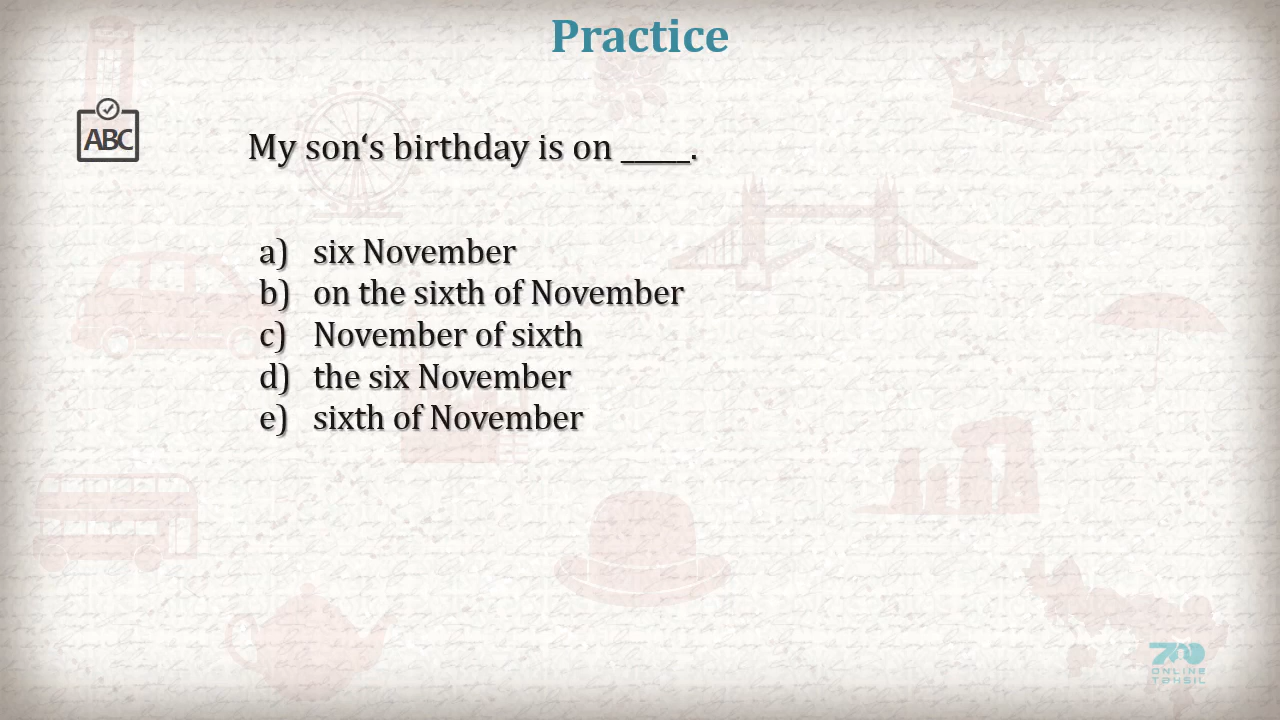 Practice
ABC
My son‘s birthday is on _____.
a) six November
b) on the sixth of November
c) November of sixth
d) the six November
e) sixth of November
700
ONLINE
TƏHSIL